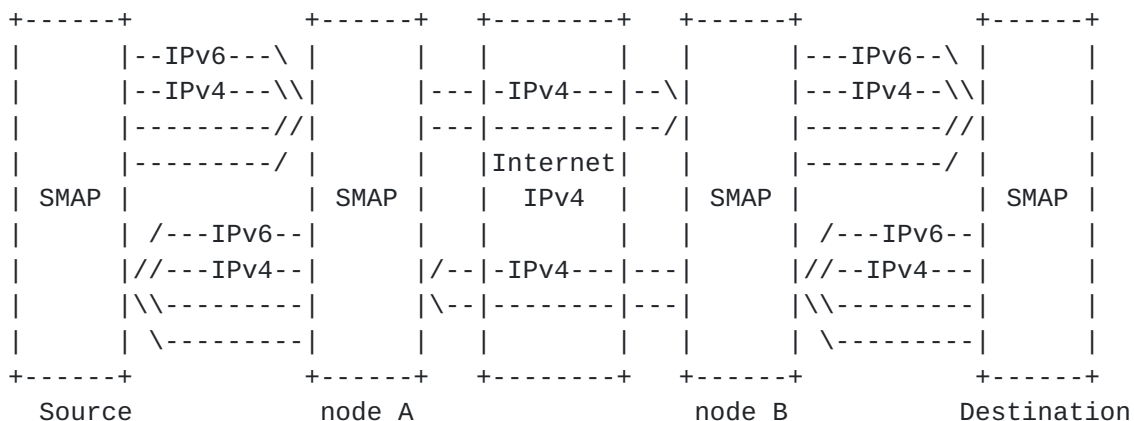 +------+            +------+   +--------+   +------+            +------+
|      |--IPv6---\  |      |   |        |   |      |---IPv6--\  |      |
|      |--IPv4---\\|      |---|-IPv4---|--\|      |---IPv4--\\|      |
|      |---------//|      |---|--------|--/|      |---------//|      |
|      |---------/  |      |   |Internet|   |      |---------/  |      |
| SMAP |            | SMAP |   |  IPv4  |   | SMAP |            | SMAP |
|      | /---IPv6--|      |   |        |   |      | /---IPv6--|      |
|      |//---IPv4--|      |/--|-IPv4---|---|      |//--IPv4---|      |
|      |\\---------|      |\--|--------|---|      |\\---------|      |
|      | \---------|      |   |        |   |      | \---------|      |
+------+            +------+   +--------+   +------+            +------+
Source             node A                   node B           Destination